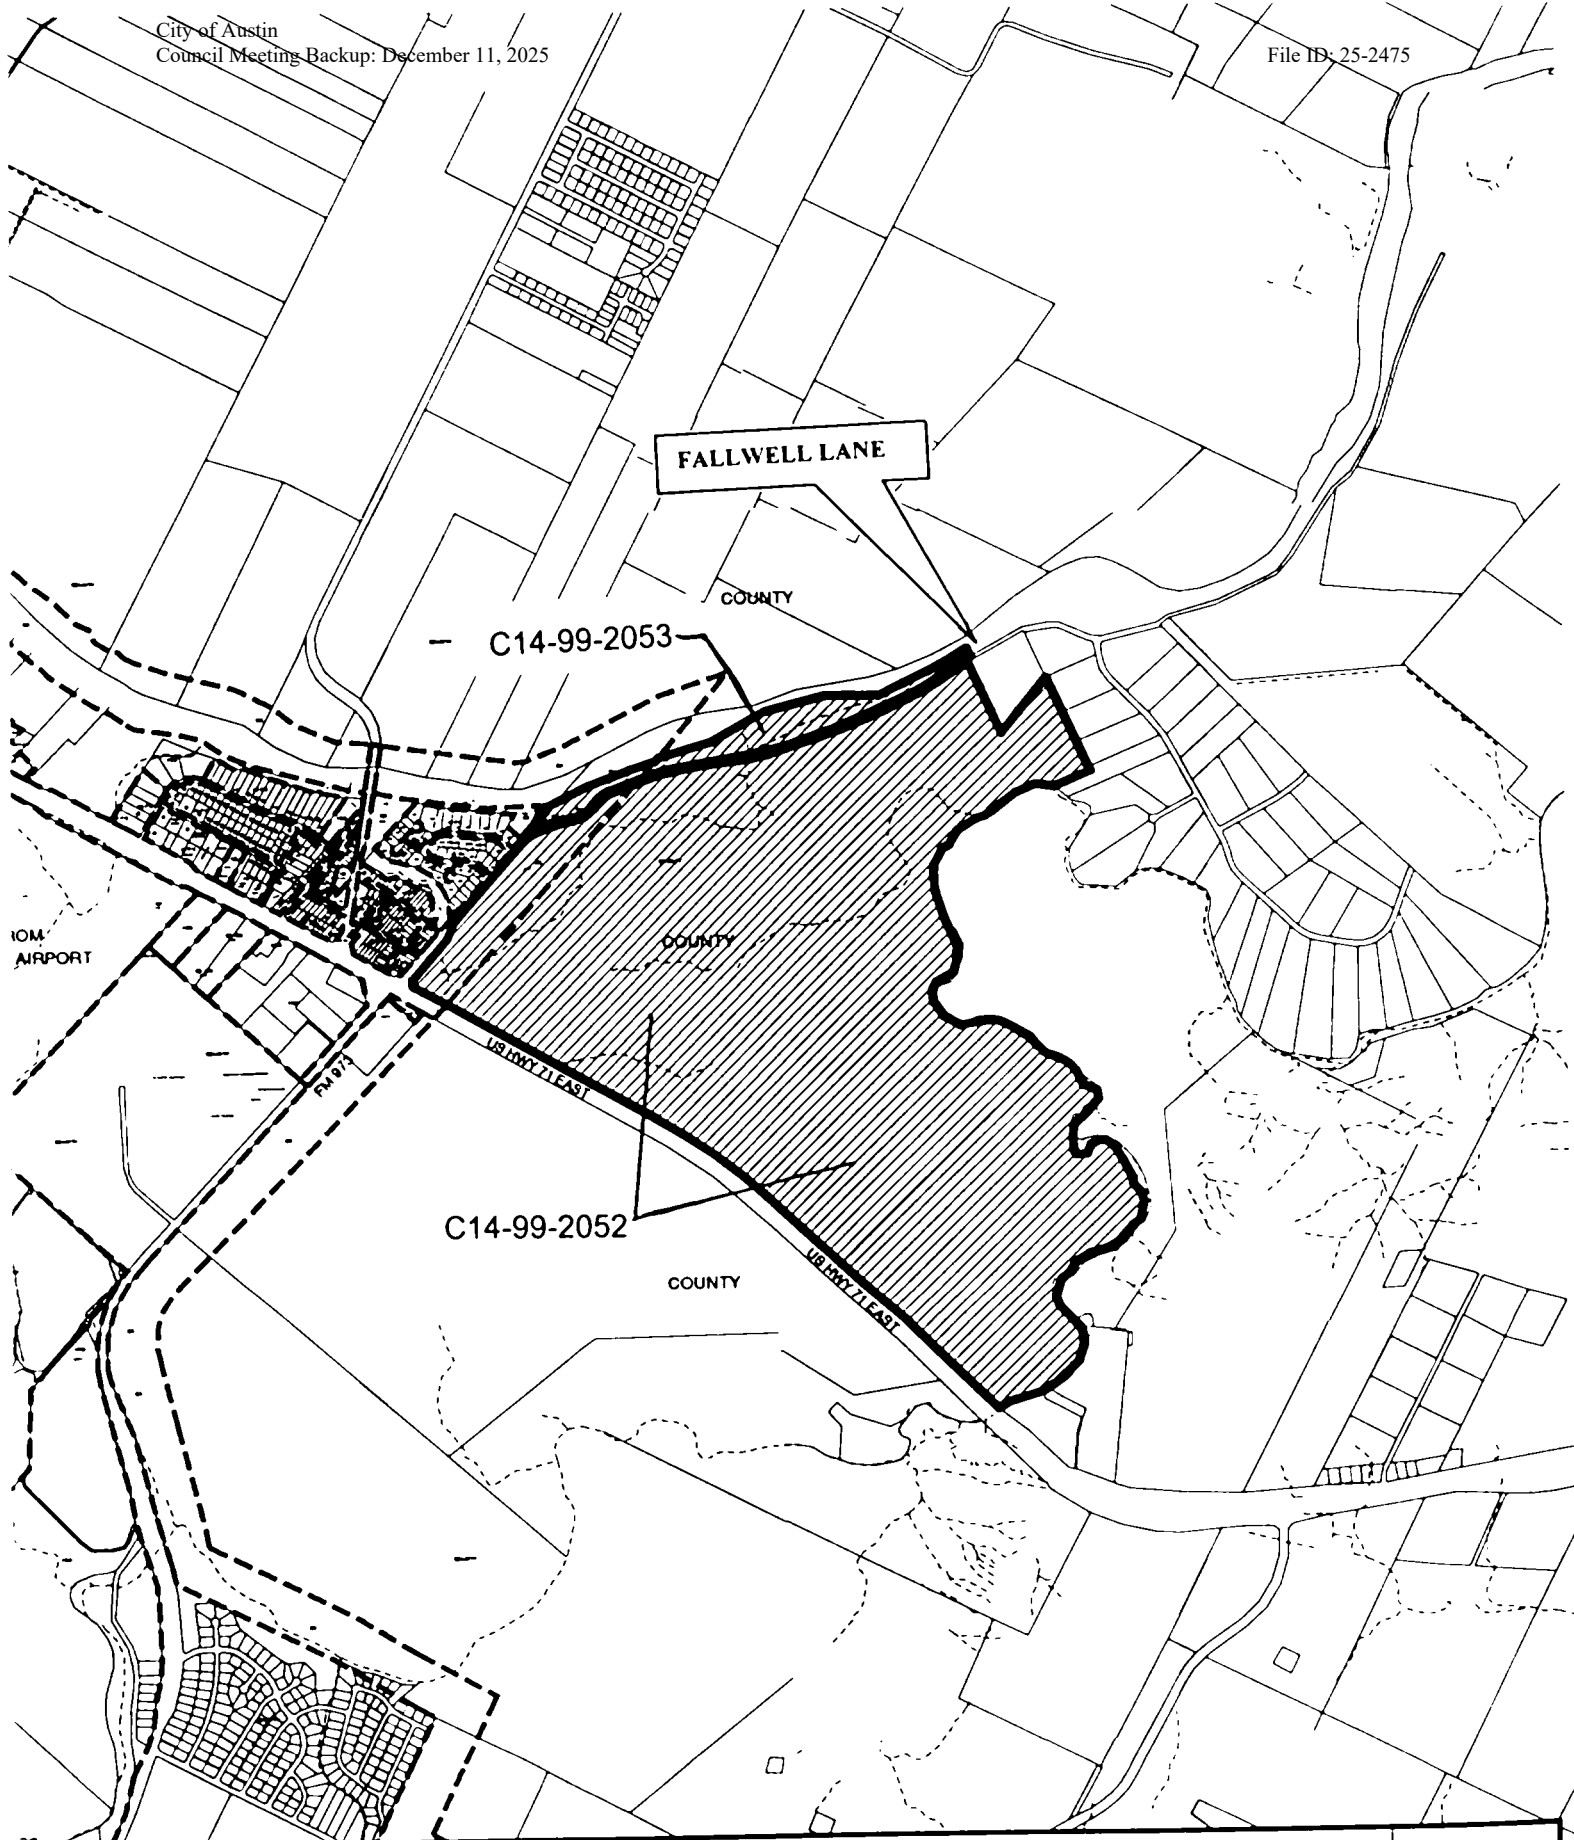 City of Austin
Council Meeting Backup: December 11, 2025
File ID: 25-2475
FALLWELL LANE
COUNTY
C14-99-2053
COUNTY
AIRPORT
US HWY 71 EAST
FM 973
C14-99-2052
COUNTY
US HWY 71 EAST